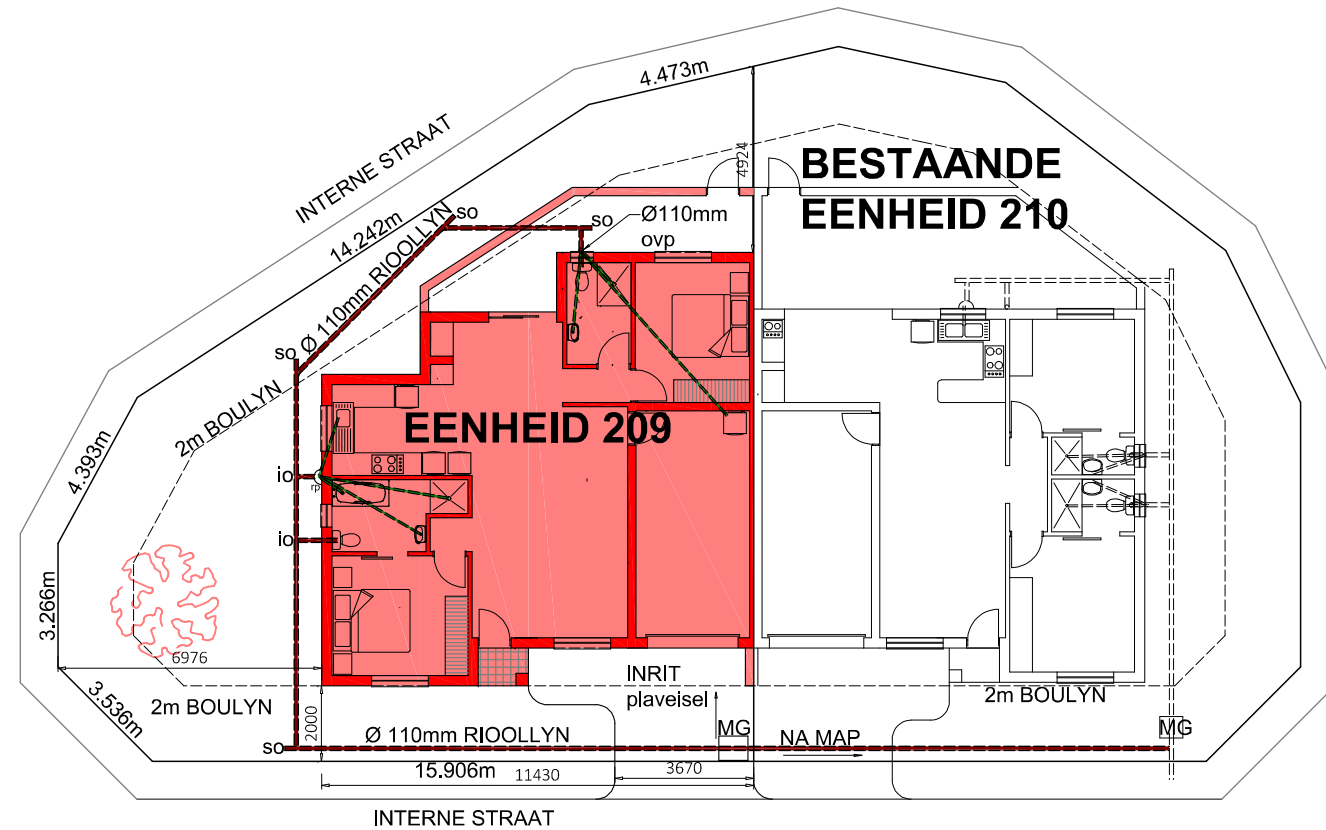 4.473m
INTERNE STRAAT
BESTAANDE
EENHEID 210
4924
14.242m
Ø 110mm RIOOLLYN
so
so
Ø110mm
ovp
so
2m BOULYN
EENHEID 209
4.393m
io
io
3.266m
6976
3.536m
2m BOULYN
2000
INRIT
plaveisel
2m BOULYN
so
Ø 110mm RIOOLLYN
MG
NA MAP
MG
15.906m
11430
3670
INTERNE STRAAT